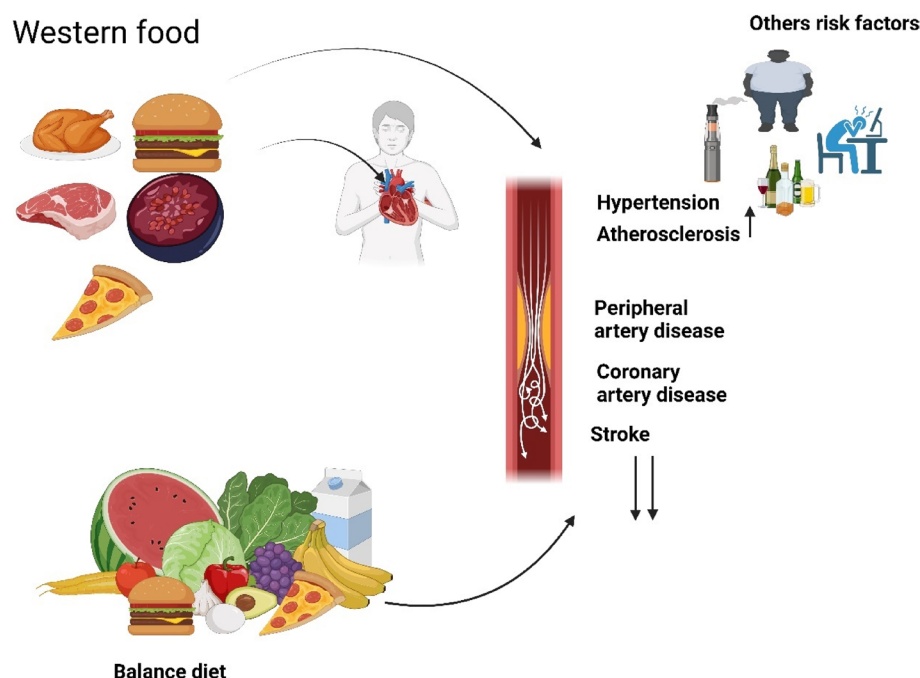 Western food
Others risk factors
Hypertension
Atherosclerosis
Peripheral
artery disease
Coronary
artery disease
Stroke
Balance diet